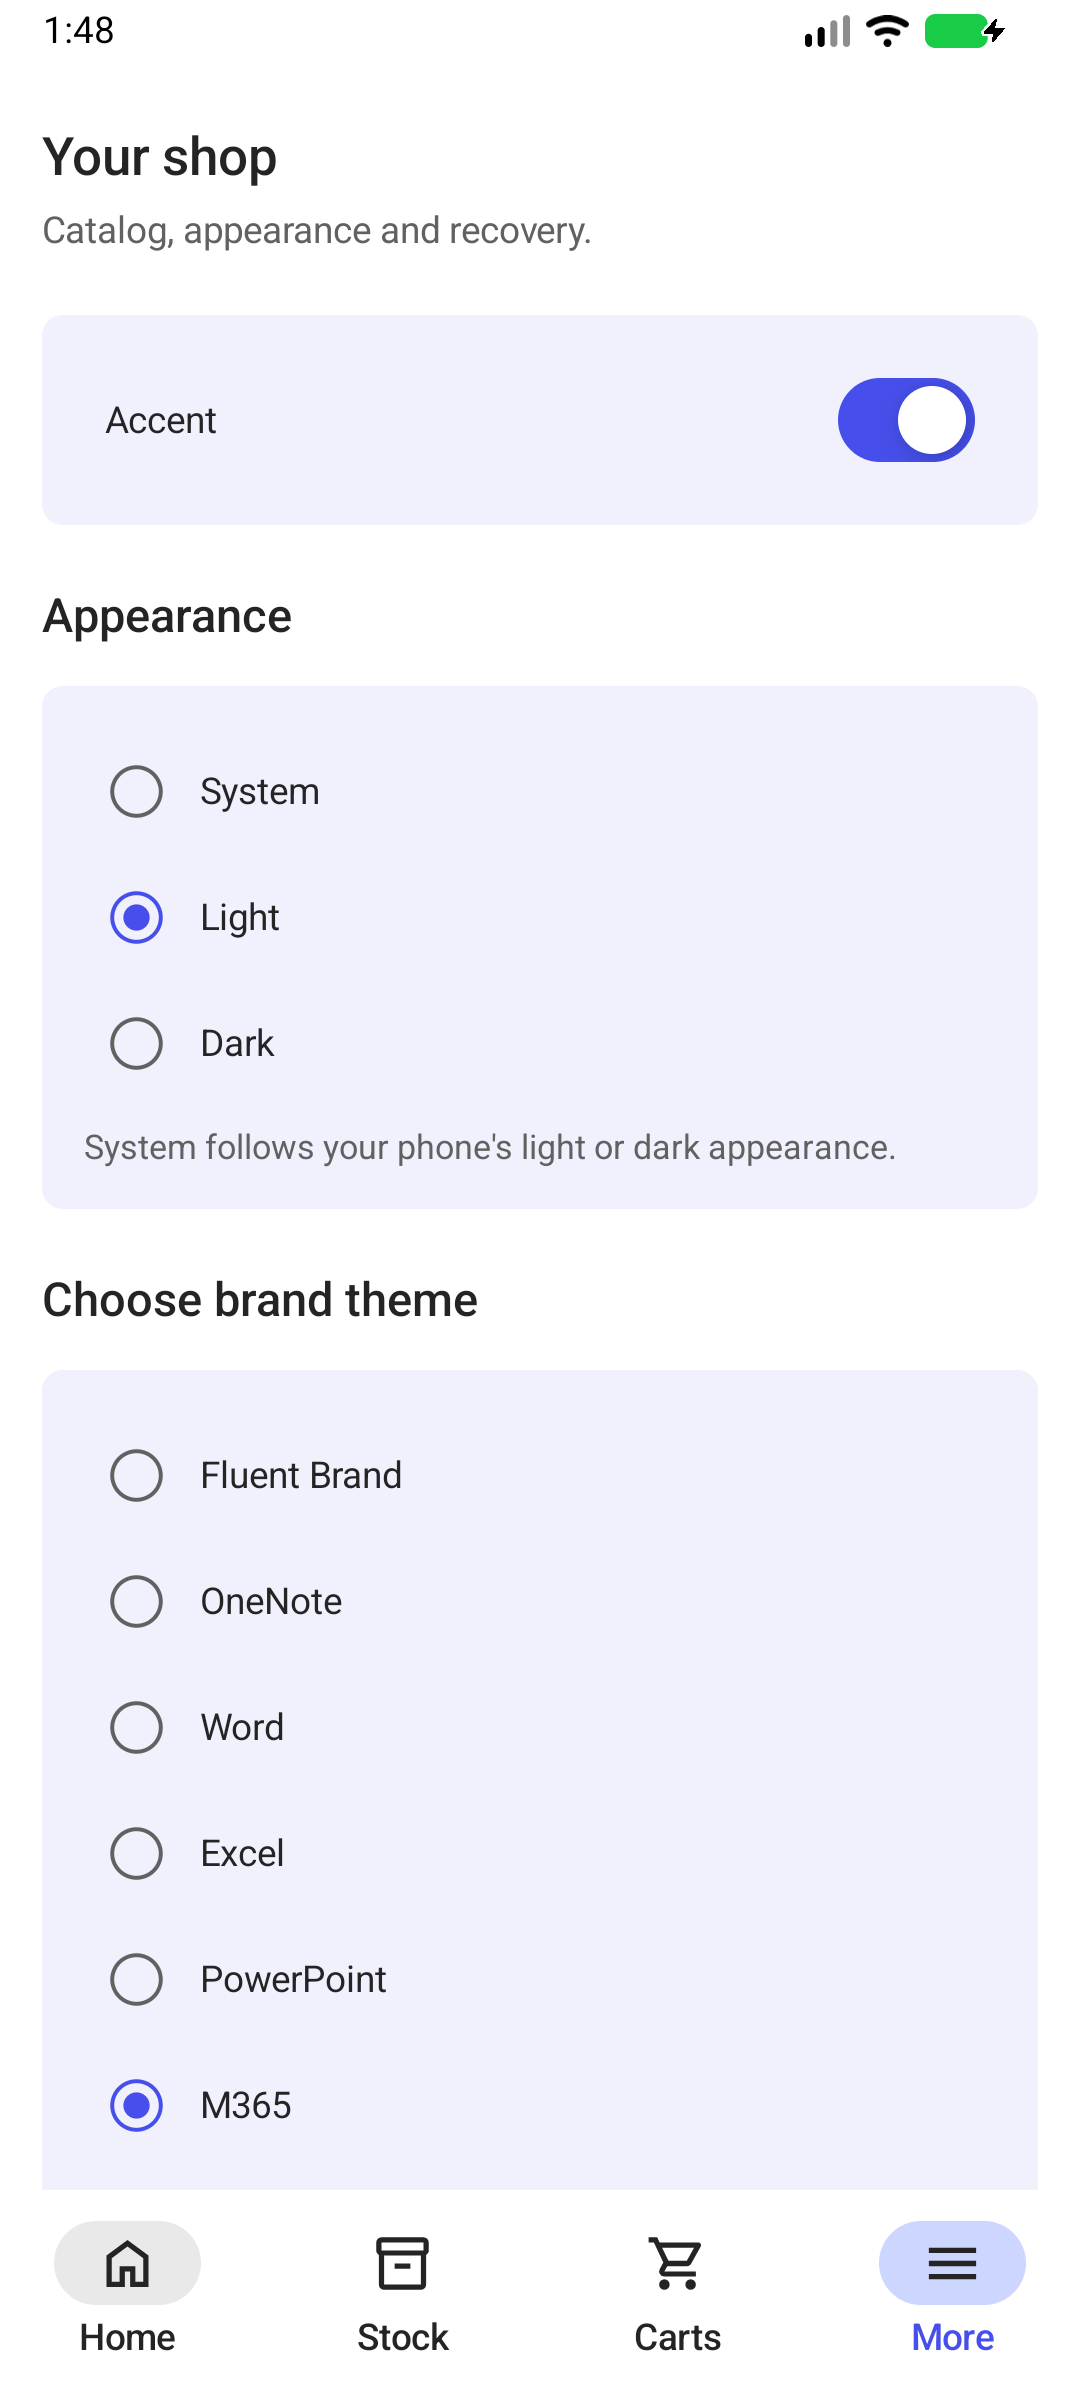 1:48
Your shop
Catalog, appearance and recovery.
Accent
Appearance
System
Light
Dark
System follows your phone's light or dark appearance.
Choose brand theme
Fluent Brand
OneNote
Word
Excel
PowerPoint
M365
Home
Stock
Carts
More